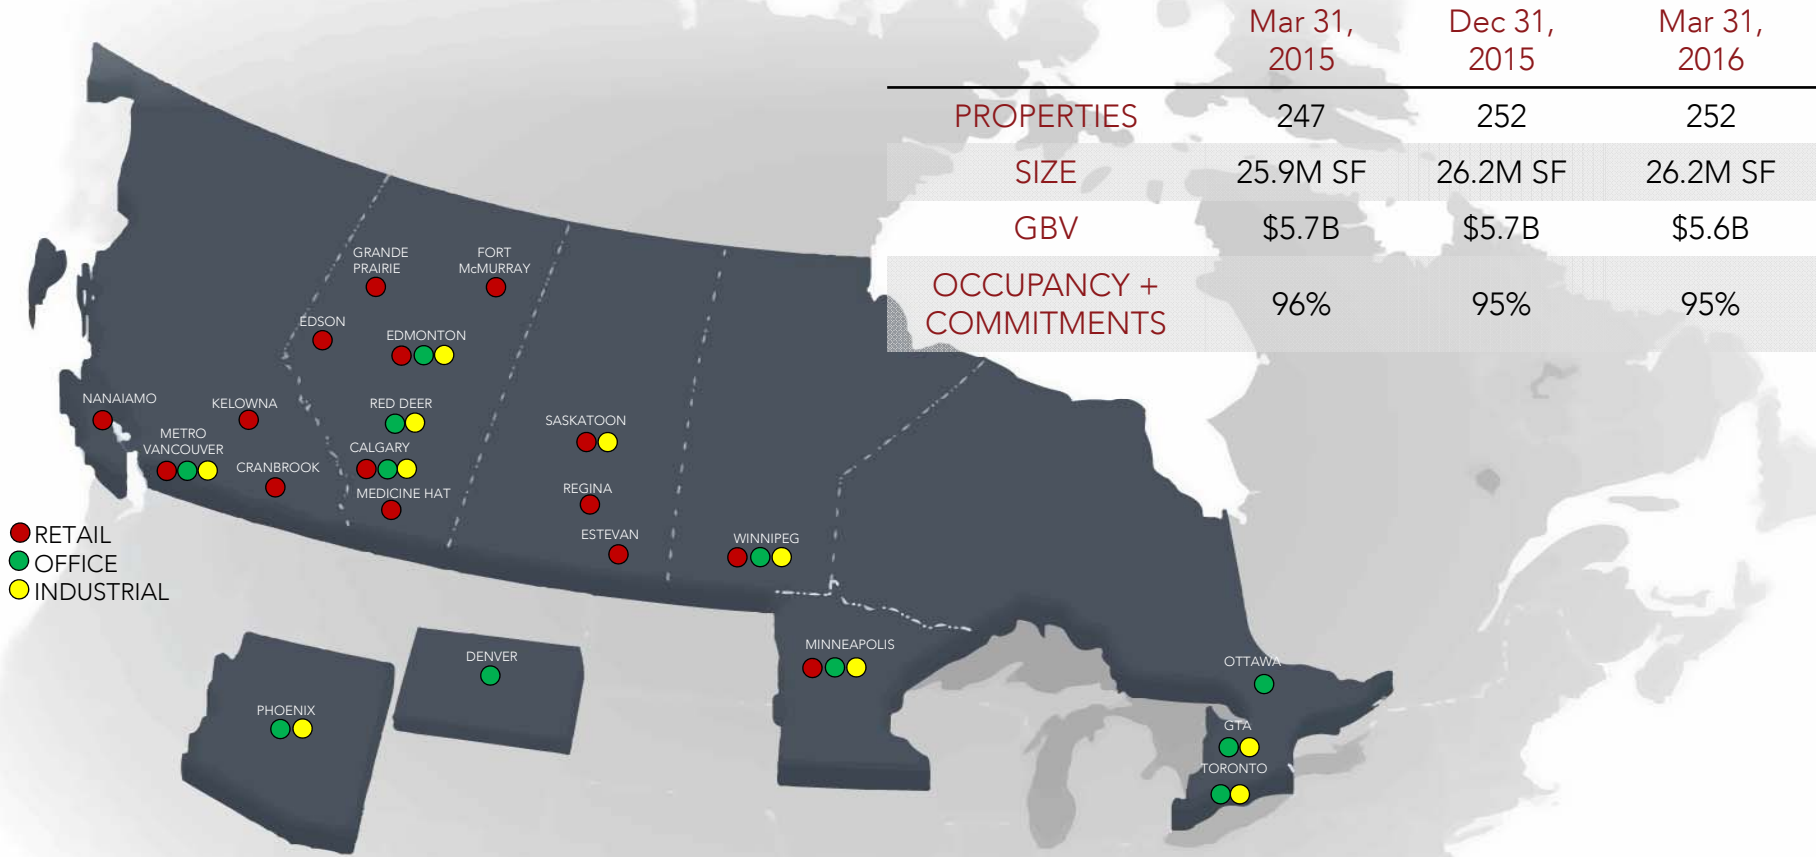 Mar 31, 2015 Dec 31, 2015 Mar 31, 2016
PROPERTIES 247 252 252
SIZE 25.9M SF 26.2M SF 26.2M SF
GBV $5.7B $5.7B $5.6B
OCCUPANCY +
COMMITMENTS 96% 95% 95%
GRANDE
PRAIRIE
FORT
McMURRAY
EDSON
EDMONTON
NANAIAMO
KELOWNA
RED DEER
METRO
VANCOUVER
CALGARY
CRANBROOK
MEDICINE HAT
SASKATOON
REGINA
ESTEVAN
WINNIPEG
RETAIL
OFFICE
INDUSTRIAL
PHOENIX
DENVER
MINNEAPOLIS
OTTAWA
GTA
TORONTO